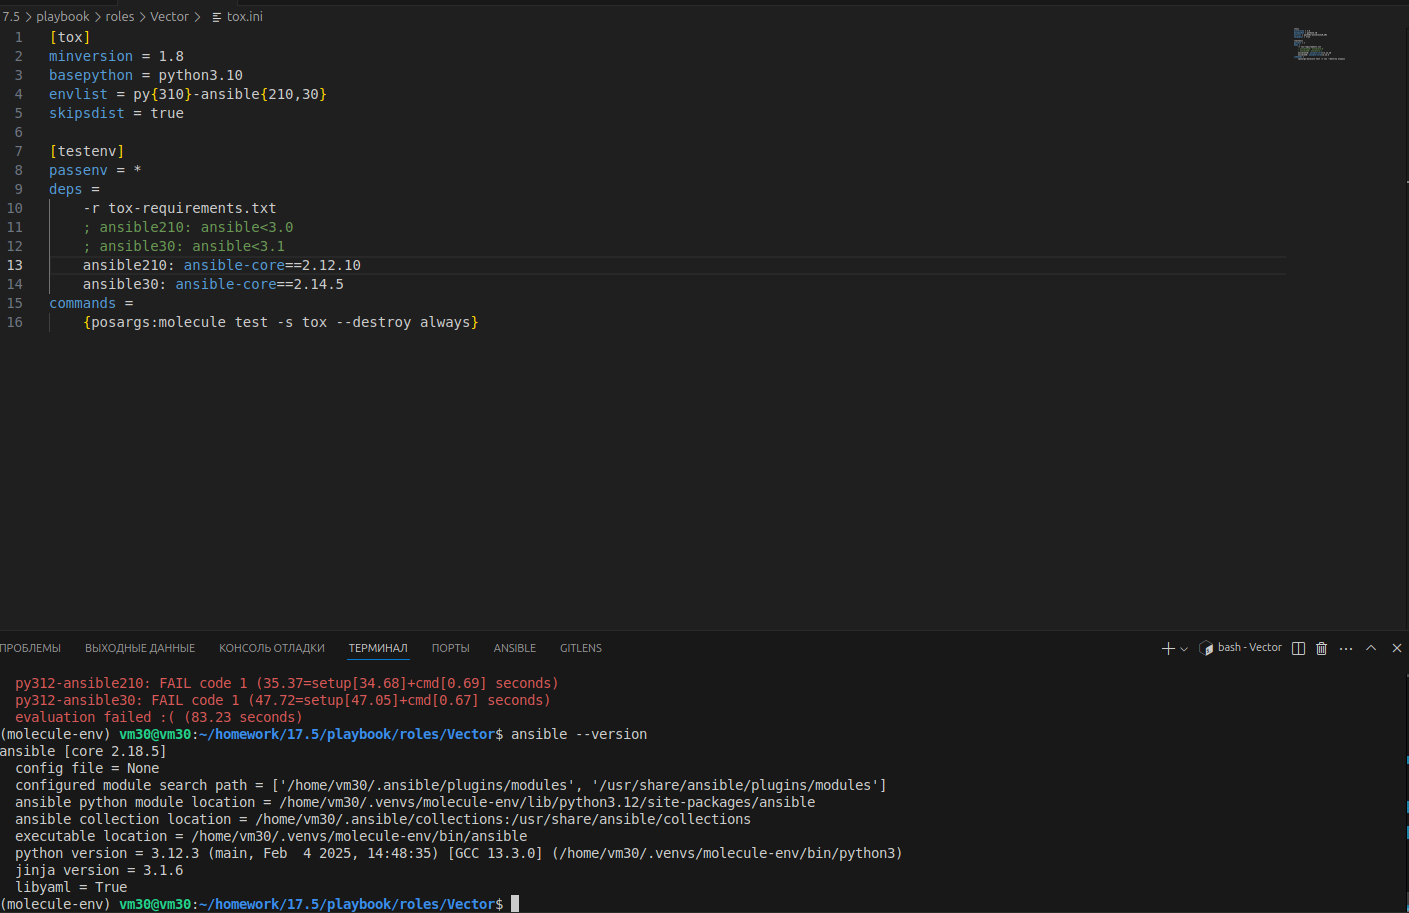 7.5 > playbook > roles > Vector > tox.ini
1 [tox]
2 minversion = 1.8
3 basepython = python3.10
4 envlist = py{310}-ansible{210,30}
5 skipsdist = true
6
7 [testenv]
8 passenv = *
9 deps =
10     -r tox-requirements.txt
11     ; ansible210: ansible<3.0
12     ; ansible30: ansible<3.1
13     ansible210: ansible-core==2.12.10
14     ansible30: ansible-core==2.14.5
15 commands =
16     {posargs:molecule test -s tox --destroy always}
ПРОБЛЕМЫ ВЫХОДНЫЕ ДАННЫЕ КОНСОЛЬ ОТЛАДКИ ТЕРМИНАЛ ПОРТЫ ANSIBLE GITLENS bash - Vector
  py312-ansible210: FAIL code 1 (35.37=setup[34.68]+cmd[0.69] seconds)
  py312-ansible30: FAIL code 1 (47.72=setup[47.05]+cmd[0.67] seconds)
  evaluation failed :( (83.23 seconds)
(molecule-env) vm30@vm30:~/homework/17.5/playbook/roles/Vector$ ansible --version
ansible [core 2.18.5]
  config file = None
  configured module search path = ['/home/vm30/.ansible/plugins/modules', '/usr/share/ansible/plugins/modules']
  ansible python module location = /home/vm30/.venvs/molecule-env/lib/python3.12/site-packages/ansible
  ansible collection location = /home/vm30/.ansible/collections:/usr/share/ansible/collections
  executable location = /home/vm30/.venvs/molecule-env/bin/ansible
  python version = 3.12.3 (main, Feb  4 2025, 14:48:35) [GCC 13.3.0] (/home/vm30/.venvs/molecule-env/bin/python3)
  jinja version = 3.1.6
  libyaml = True
(molecule-env) vm30@vm30:~/homework/17.5/playbook/roles/Vector$